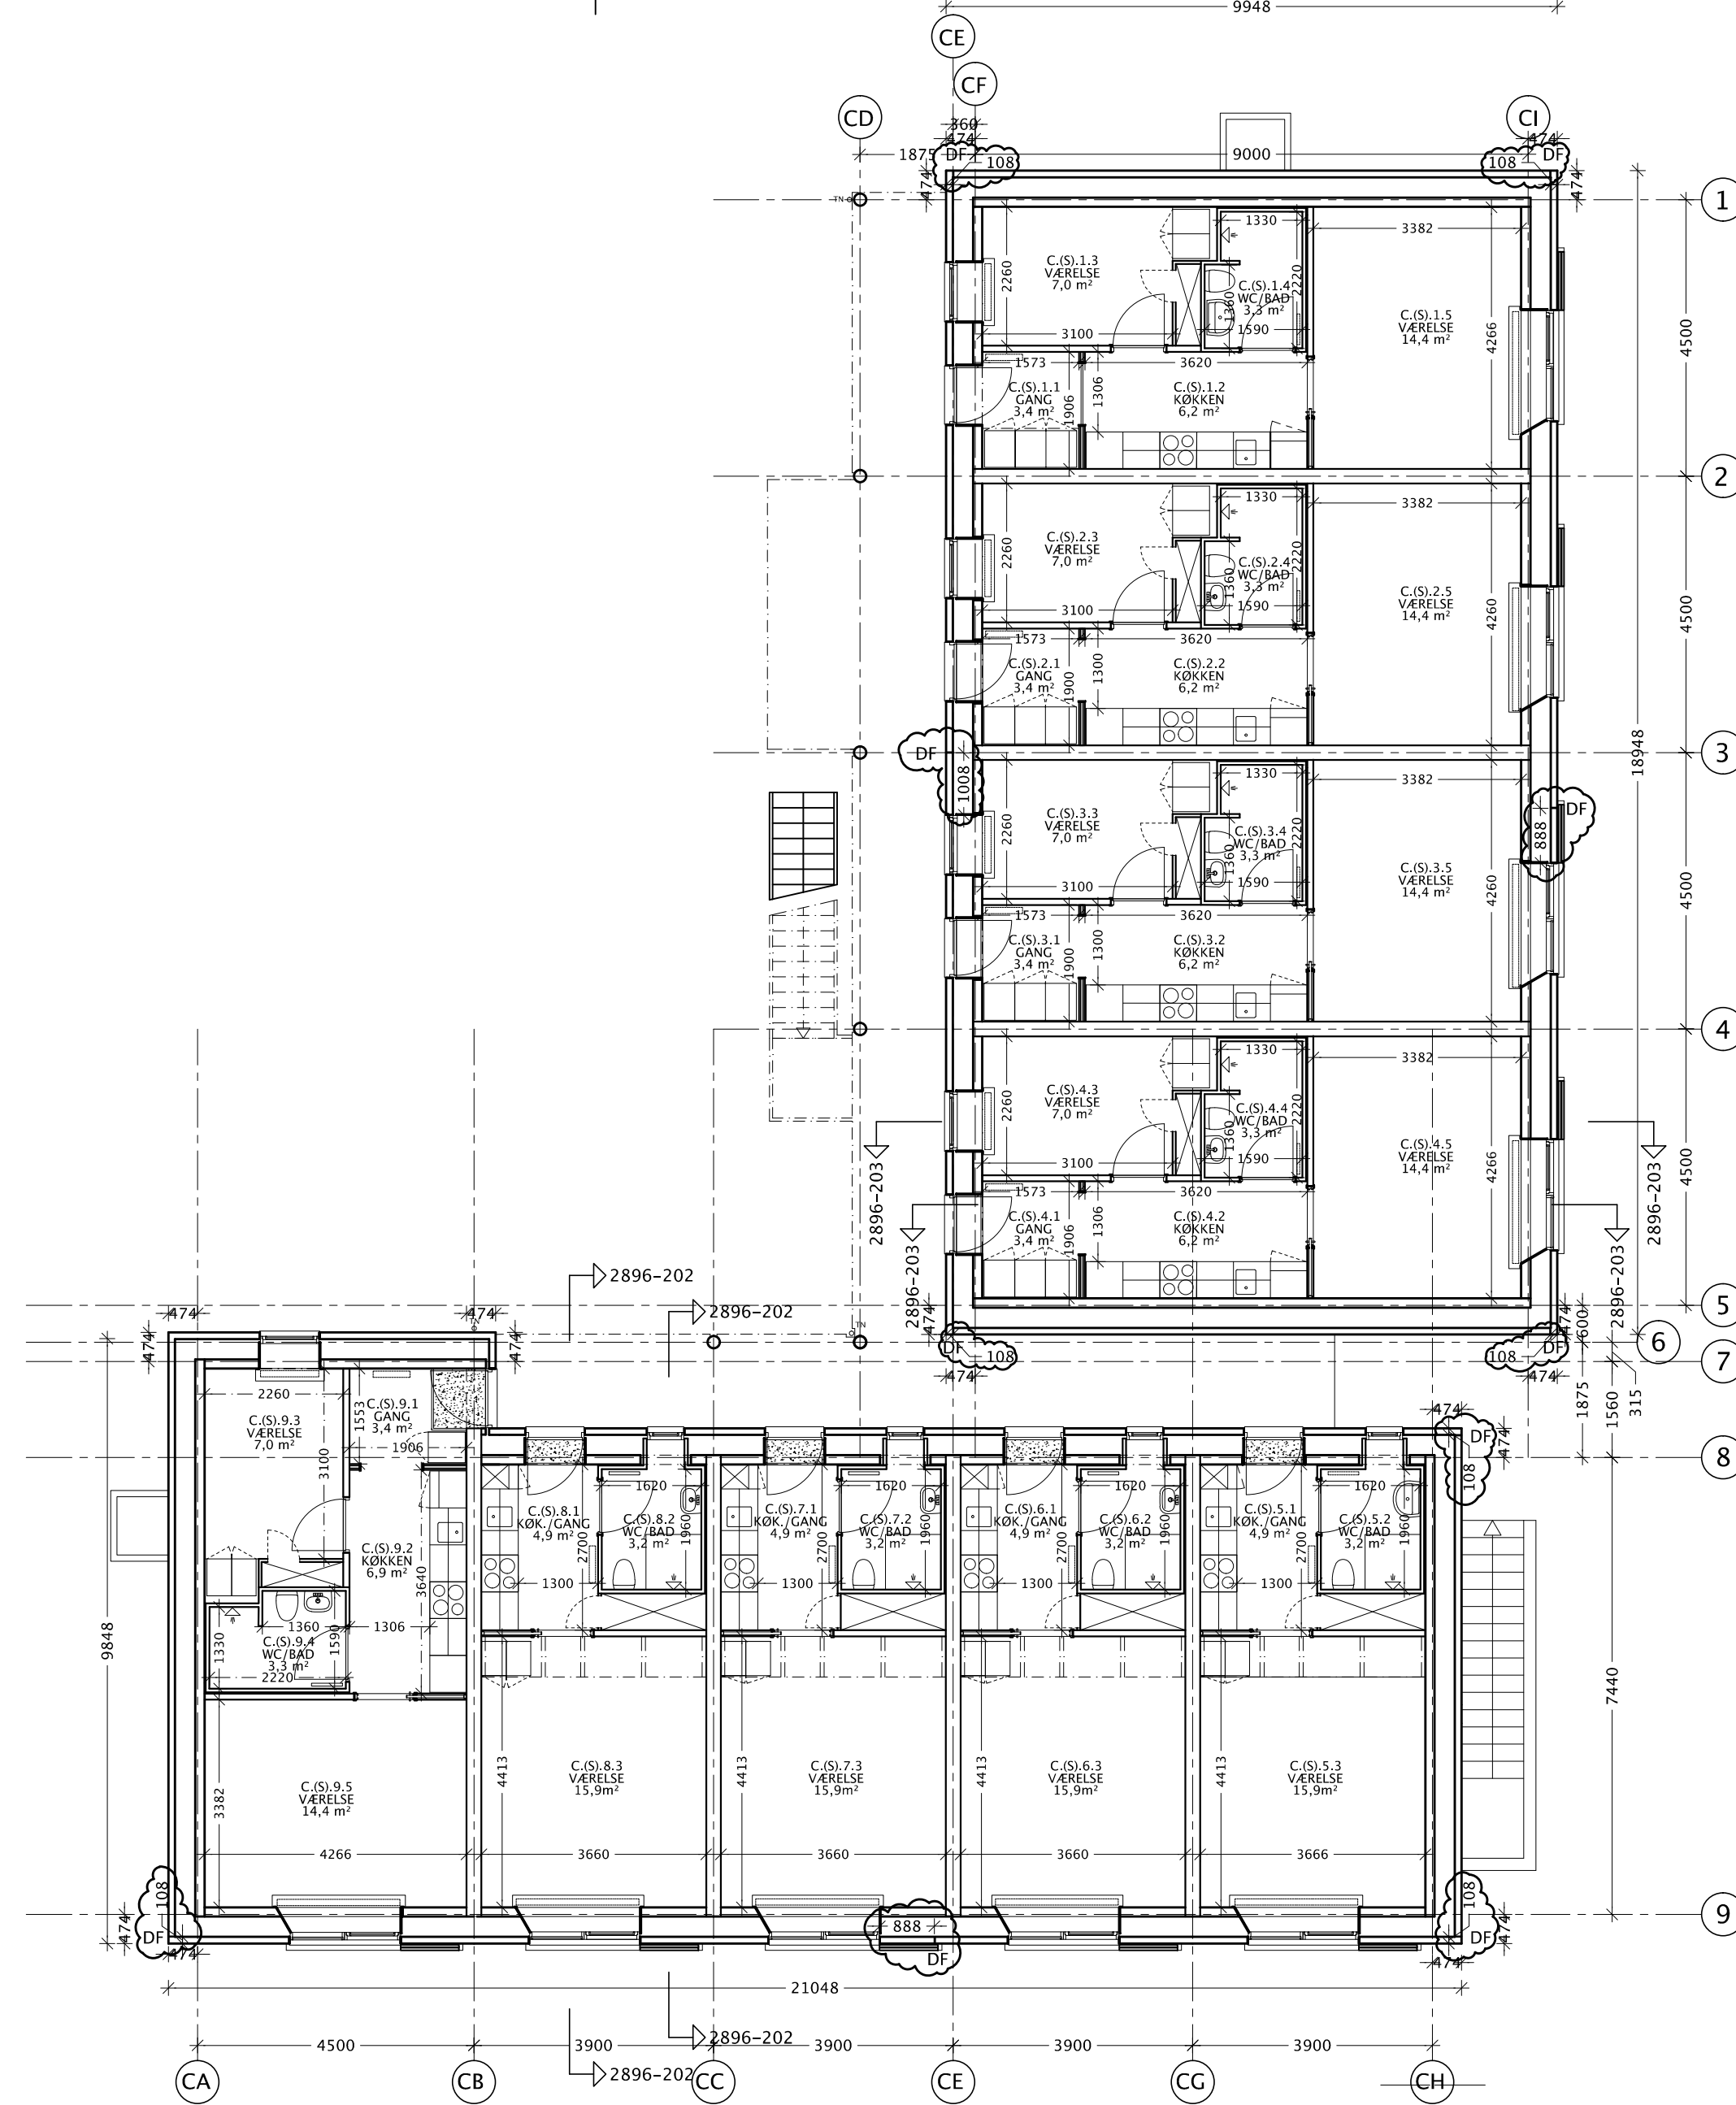 9948
CE
CF
CD
CI
360
474
474
1875
DF
108
9000
108
DF
474
474
1
TN
1330
3382
C.(S).1.3
VÆRELSE
7,0 m²
2260
2220
C.(S).1.4
WC/BAD
3,3 m²
1360
1590
3100
C.(S).1.5
VÆRELSE
14,4 m²
4266
4500
1573
3620
C.(S).1.1
GANG
3,4 m²
1906
1306
C.(S).1.2
KØKKEN
6,2 m²
2
1330
3382
C.(S).2.3
VÆRELSE
7,0 m²
2260
2220
C.(S).2.4
WC/BAD
3,3 m²
1360
1590
3100
C.(S).2.5
VÆRELSE
14,4 m²
4260
4500
1573
3620
C.(S).2.1
GANG
3,4 m²
1900
1300
C.(S).2.2
KØKKEN
6,2 m²
18948
DF
1008
3
1330
3382
DF
888
C.(S).3.3
VÆRELSE
7,0 m²
2260
2220
C.(S).3.4
WC/BAD
3,3 m²
1360
1590
3100
C.(S).3.5
VÆRELSE
14,4 m²
4260
4500
1573
3620
C.(S).3.1
GANG
3,4 m²
1900
1300
C.(S).3.2
KØKKEN
6,2 m²
4
1330
3382
C.(S).4.3
VÆRELSE
7,0 m²
2260
2220
C.(S).4.4
WC/BAD
3,3 m²
1360
1590
3100
C.(S).4.5
VÆRELSE
14,4 m²
4266
4500
2896-203
2896-203
1573
3620
C.(S).4.1
GANG
3,4 m²
1906
1306
C.(S).4.2
KØKKEN
6,2 m²
2896-203
2896-203
2896-202
2896-202
5
474
474
TN
TN
474
474
474
474
600
DF
108
108
DF
6
7
474
474
1875
1560
315
2260
1553
C.(S).9.1
GANG
3,4 m²
C.(S).9.3
VÆRELSE
7,0 m²
3100
1906
474
DF
474
108
8
C.(S).9.2
KØKKEN
6,9 m²
3640
1360
1306
1330
1590
C.(S).9.4
WC/BAD
3,3 m²
2220
9848
C.(S).8.1
KØK./GANG
4,9 m²
1620
C.(S).8.2
WC/BAD
3,2 m²
1960
2700
1300
C.(S).7.1
KØK./GANG
4,9 m²
1620
C.(S).7.2
WC/BAD
3,2 m²
1960
2700
1300
C.(S).6.1
KØK./GANG
4,9 m²
1620
C.(S).6.2
WC/BAD
3,2 m²
1960
2700
1300
C.(S).5.1
KØK./GANG
4,9 m²
1620
C.(S).5.2
WC/BAD
3,2 m²
1960
2700
1300
7440
C.(S).9.5
VÆRELSE
14,4 m²
3382
4266
C.(S).8.3
VÆRELSE
15,9m²
4413
3660
C.(S).7.3
VÆRELSE
15,9m²
4413
3660
C.(S).6.3
VÆRELSE
15,9m²
4413
3660
C.(S).5.3
VÆRELSE
15,9m²
4413
3666
108
DF
474
474
888
DF
108
DF
474
474
9
21048
4500
3900
3900
3900
3900
2896-202
2896-202
CA
CB
CC
CE
CG
CH